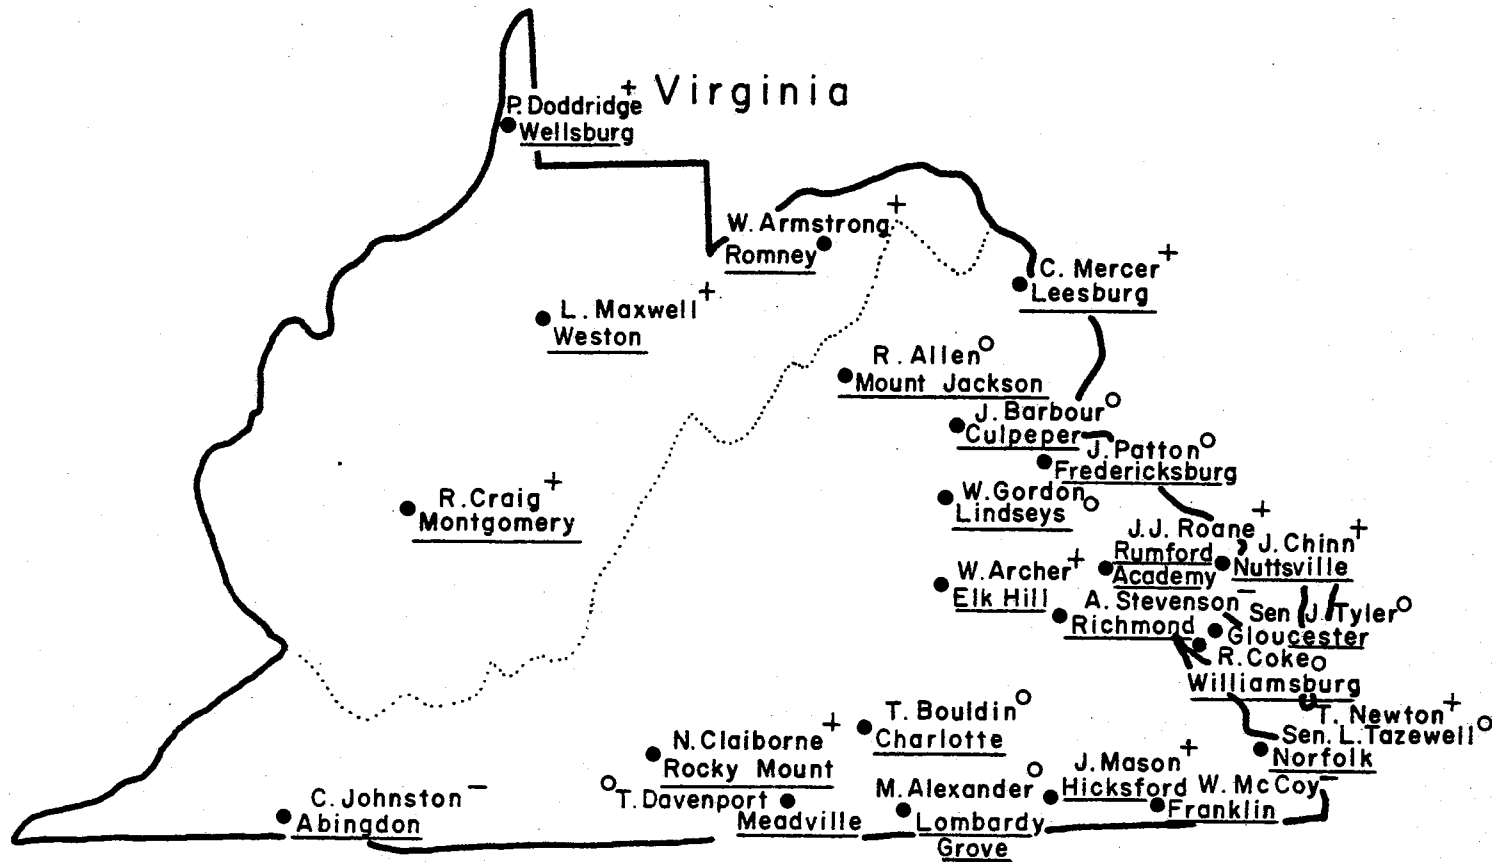 Virginia
P. Doddridge +
Wellsburg
W. Armstrong +
Romney
C. Mercer +
Leesburg
L. Maxwell +
Weston
R. Allen O
Mount Jackson
J. Barbour O
Culpeper
J. Patton O
Fredericksburg
R. Craig +
Montgomery
W. Gordon O
Lindseys
J.J. Roane +
Rumford
Academy
J. Chinn +
Nuttsville
W. Archer +
Elk Hill
A. Stevenson −
Richmond
Sen J. Tyler O
Gloucester
R. Coke O
Williamsburg
T. Newton +
Sen. L. Tazewell O
Norfolk
T. Bouldin O
Charlotte
N. Claiborne +
Rocky Mount
J. Mason +
Hicksford
W. McCoy −
Franklin
C. Johnston −
Abingdon
O T. Davenport
Meadville
M. Alexander O
Lombardy
Grove